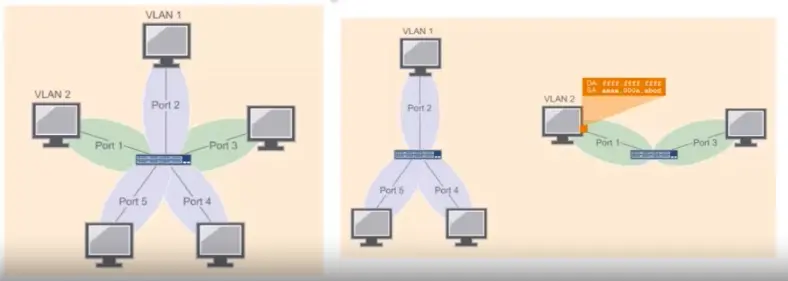 VLAN 1
VLAN 2
Port 2
Port 1
Port 3
Port 5
Port 4
VLAN 1
Port 2
Port 5
Port 4
DA: ffff.ffff.ffff
SA: aaaa.000a.abcd
VLAN 2
Port 1
Port 3